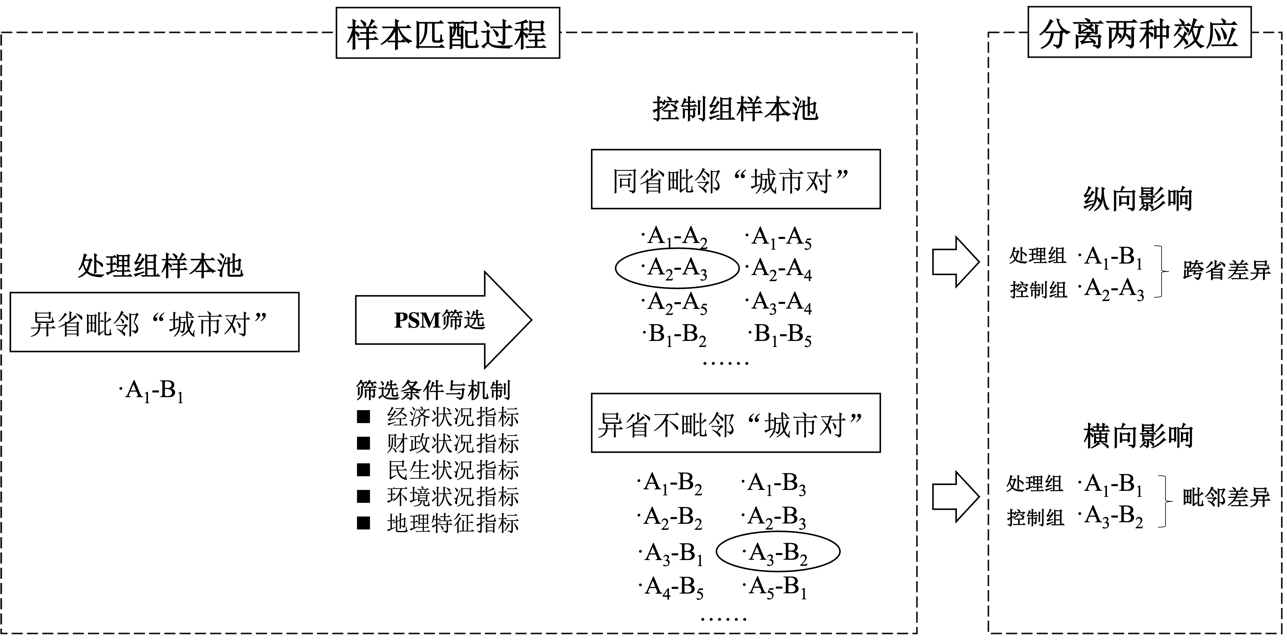 样本匹配过程
处理组样本池
异省毗邻“城市对”
·A₁-B₁
PSM筛选
筛选条件与机制
■ 经济状况指标
■ 财政状况指标
■ 民生状况指标
■ 环境状况指标
■ 地理特征指标
控制组样本池
同省毗邻“城市对”
·A₁-A₂ ·A₁-A₅
·A₂-A₃ ·A₂-A₄
·A₂-A₅ ·A₃-A₄
·B₁-B₂ ·B₁-B₅
……
异省不毗邻“城市对”
·A₁-B₂ ·A₁-B₃
·A₂-B₂ ·A₂-B₃
·A₃-B₁ ·A₃-B₂
·A₄-B₅ ·A₅-B₁
……
分离两种效应
纵向影响
处理组 ·A₁-B₁
控制组 ·A₂-A₃
跨省差异
横向影响
处理组 ·A₁-B₁
控制组 ·A₃-B₂
毗邻差异